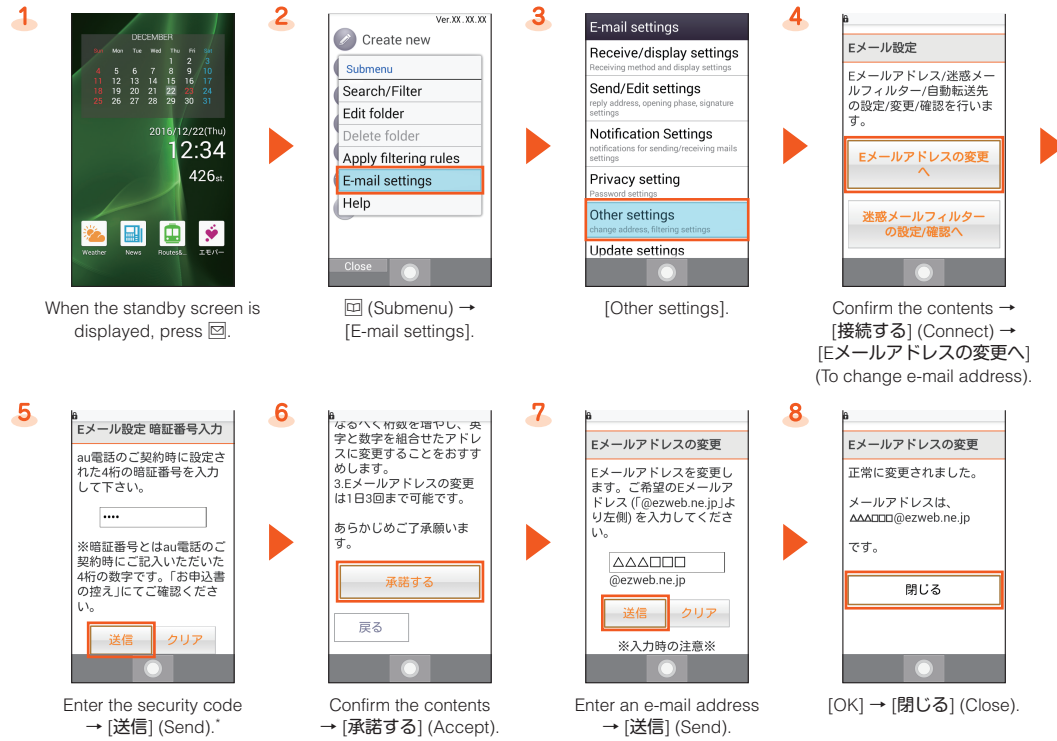 1
DECEMBER
Sun Mon Tue Wed Thu Fri Sat
1 2 3
4 5 6 7 8 9 10
11 12 13 14 15 16 17
18 19 20 21 22 23 24
25 26 27 28 29 30 31
2016/12/22(Thu)
12:34
426st.
Weather News Routes&... エモパー
When the standby screen is
displayed, press .
2
Ver.XX.XX.XX
Create new
Submenu
Search/Filter
Edit folder
Delete folder
Apply filtering rules
E-mail settings
Help
Close
(Submenu) →
[E-mail settings].
3
E-mail settings
Receive/display settings
Receiving method and display settings
Send/Edit settings
reply address, opening phase, signature
settings
Notification Settings
notifications for sending/receiving mails
settings
Privacy setting
Password settings
Other settings
change address, filtering settings
Update settings
[Other settings].
4
Eメール設定
Eメールアドレス/迷惑メー
ルフィルター/自動転送先
の設定/変更/確認を行いま
す。
Eメールアドレスの変更
へ
迷惑メールフィルター
の設定/確認へ
Confirm the contents →
[接続する] (Connect) →
[Eメールアドレスの変更へ]
(To change e-mail address).
5
Eメール設定 暗証番号入力
au電話のご契約時に設定さ
れた4桁の暗証番号を入力
して下さい。
••••
※暗証番号とはau電話のご
契約時にご記入いただいた
4桁の数字です。「お申込書
の控え」にてご確認くださ
い。
送信 クリア
Enter the security code
→ [送信] (Send).*
6
なるべく桁数を増やし、英
字と数字を組合せたアドレ
スに変更することをおすす
めします。
3.Eメールアドレスの変更
は1日3回まで可能です。
あらかじめご了承願いま
す。
承諾する
戻る
Confirm the contents
→ [承諾する] (Accept).
7
Eメールアドレスの変更
Eメールアドレスを変更し
ます。ご希望のEメールア
ドレス (「@ezweb.ne.jp」よ
り左側) を入力してくださ
い。
△△△□□□
@ezweb.ne.jp
送信 クリア
※入力時の注意※
Enter an e-mail address
→ [送信] (Send).
8
Eメールアドレスの変更
正常に変更されました。
メールアドレスは、
△△△□□□@ezweb.ne.jp
です。
閉じる
[OK] → [閉じる] (Close).